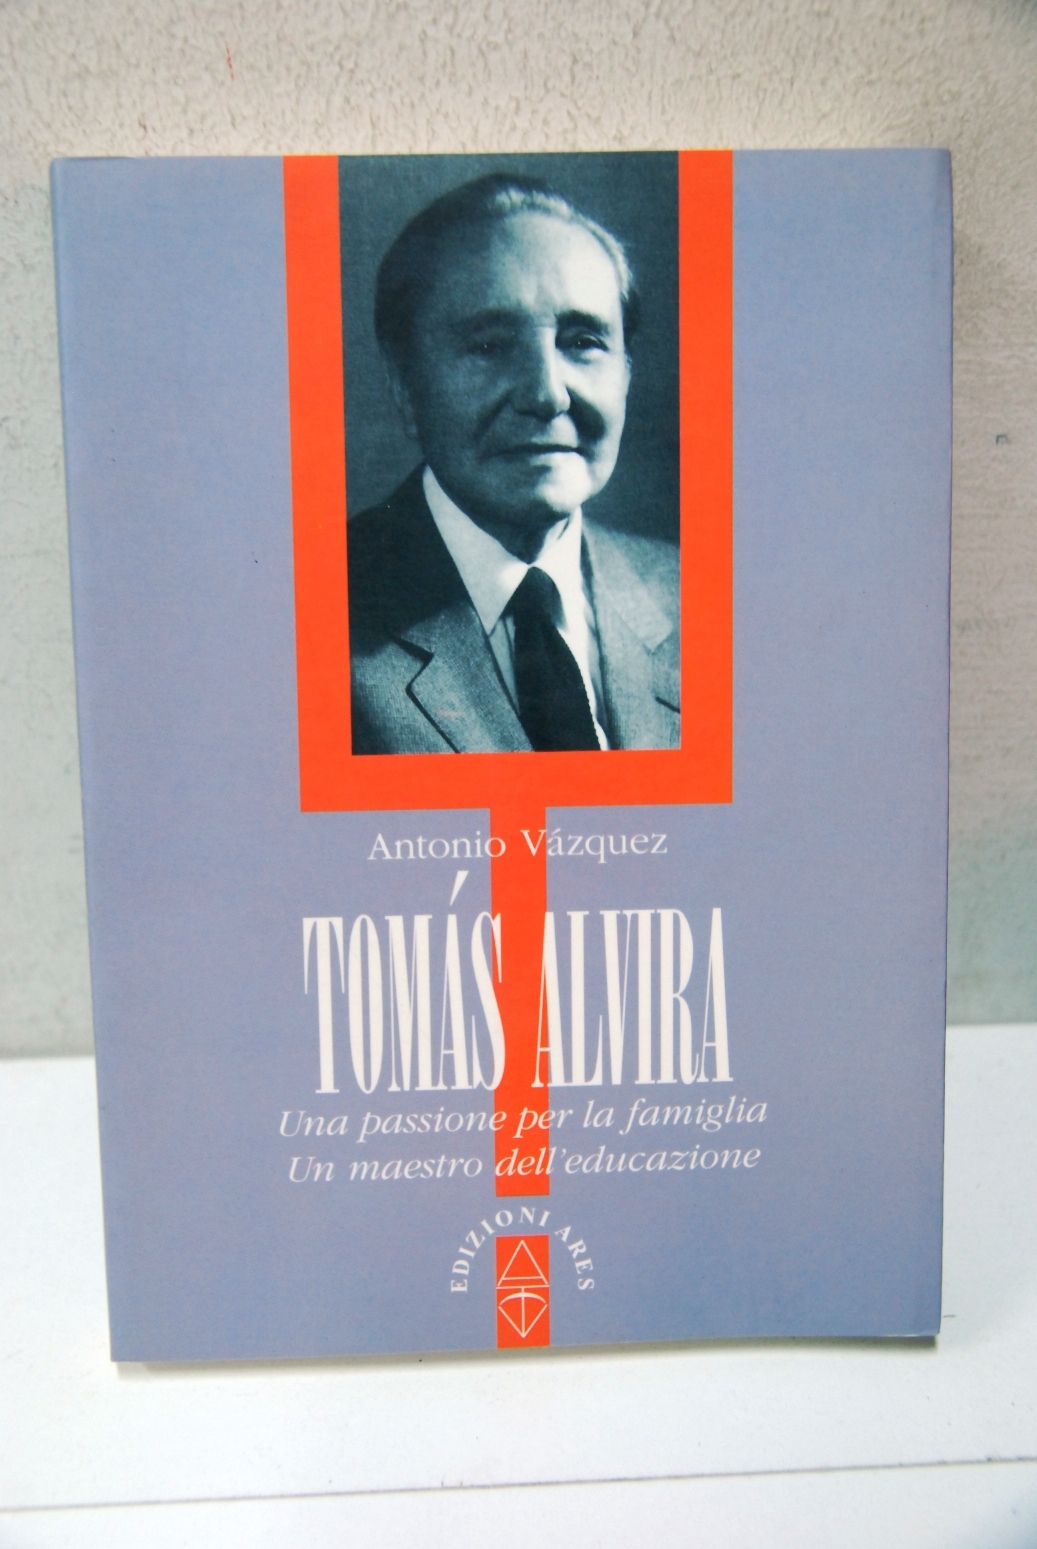 Antonio Vázquez
TOMÁS ALVIRA
Una passione per la famiglia
Un maestro dell'educazione
EDIZIONI ARES